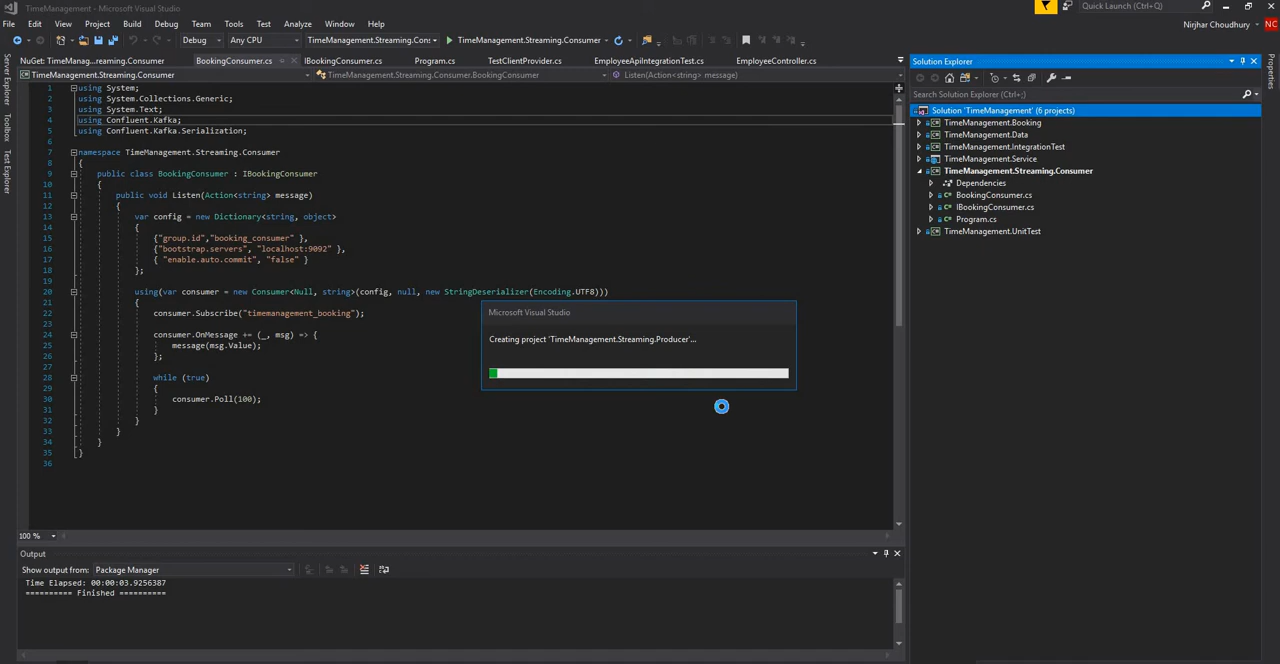 TimeManagement - Microsoft Visual Studio
Quick Launch (Ctrl+Q)
File Edit View Project Build Debug Team Tools Test Analyze Window Help
Nirjhar Choudhury NC
Debug Any CPU TimeManagement.Streaming.Cons TimeManagement.Streaming.Consumer
Server Explorer
Toolbox
Test Explorer
NuGet: TimeManag...reaming.Consumer BookingConsumer.cs IBookingConsumer.cs Program.cs TestClientProvider.cs EmployeeApiIntegrationTest.cs EmployeeController.cs
TimeManagement.Streaming.Consumer TimeManagement.Streaming.Consumer.BookingConsumer Listen(Action<string> message)
1 using System;
2 using System.Collections.Generic;
3 using System.Text;
4 using Confluent.Kafka;
5 using Confluent.Kafka.Serialization;
6
7 namespace TimeManagement.Streaming.Consumer
8 {
9 public class BookingConsumer : IBookingConsumer
10 {
11 public void Listen(Action<string> message)
12 {
13 var config = new Dictionary<string, object>
14 {
15 {"group.id","booking_consumer" },
16 {"bootstrap.servers", "localhost:9092" },
17 { "enable.auto.commit", "false" }
18 };
19
20 using(var consumer = new Consumer<Null, string>(config, null, new StringDeserializer(Encoding.UTF8)))
21 {
22 consumer.Subscribe("timemanagement_booking");
23
24 consumer.OnMessage += (_, msg) => {
25 message(msg.Value);
26 };
27
28 while (true)
29 {
30 consumer.Poll(100);
31 }
32 }
33 }
34 }
35 }
36
Microsoft Visual Studio
Creating project 'TimeManagement.Streaming.Producer'...
100 %
Output
Show output from: Package Manager
Time Elapsed: 00:00:03.9256387
========== Finished ==========
Solution Explorer
Search Solution Explorer (Ctrl+;)
Solution 'TimeManagement' (6 projects)
TimeManagement.Booking
TimeManagement.Data
TimeManagement.IntegrationTest
TimeManagement.Service
TimeManagement.Streaming.Consumer
Dependencies
BookingConsumer.cs
IBookingConsumer.cs
Program.cs
TimeManagement.UnitTest
Properties